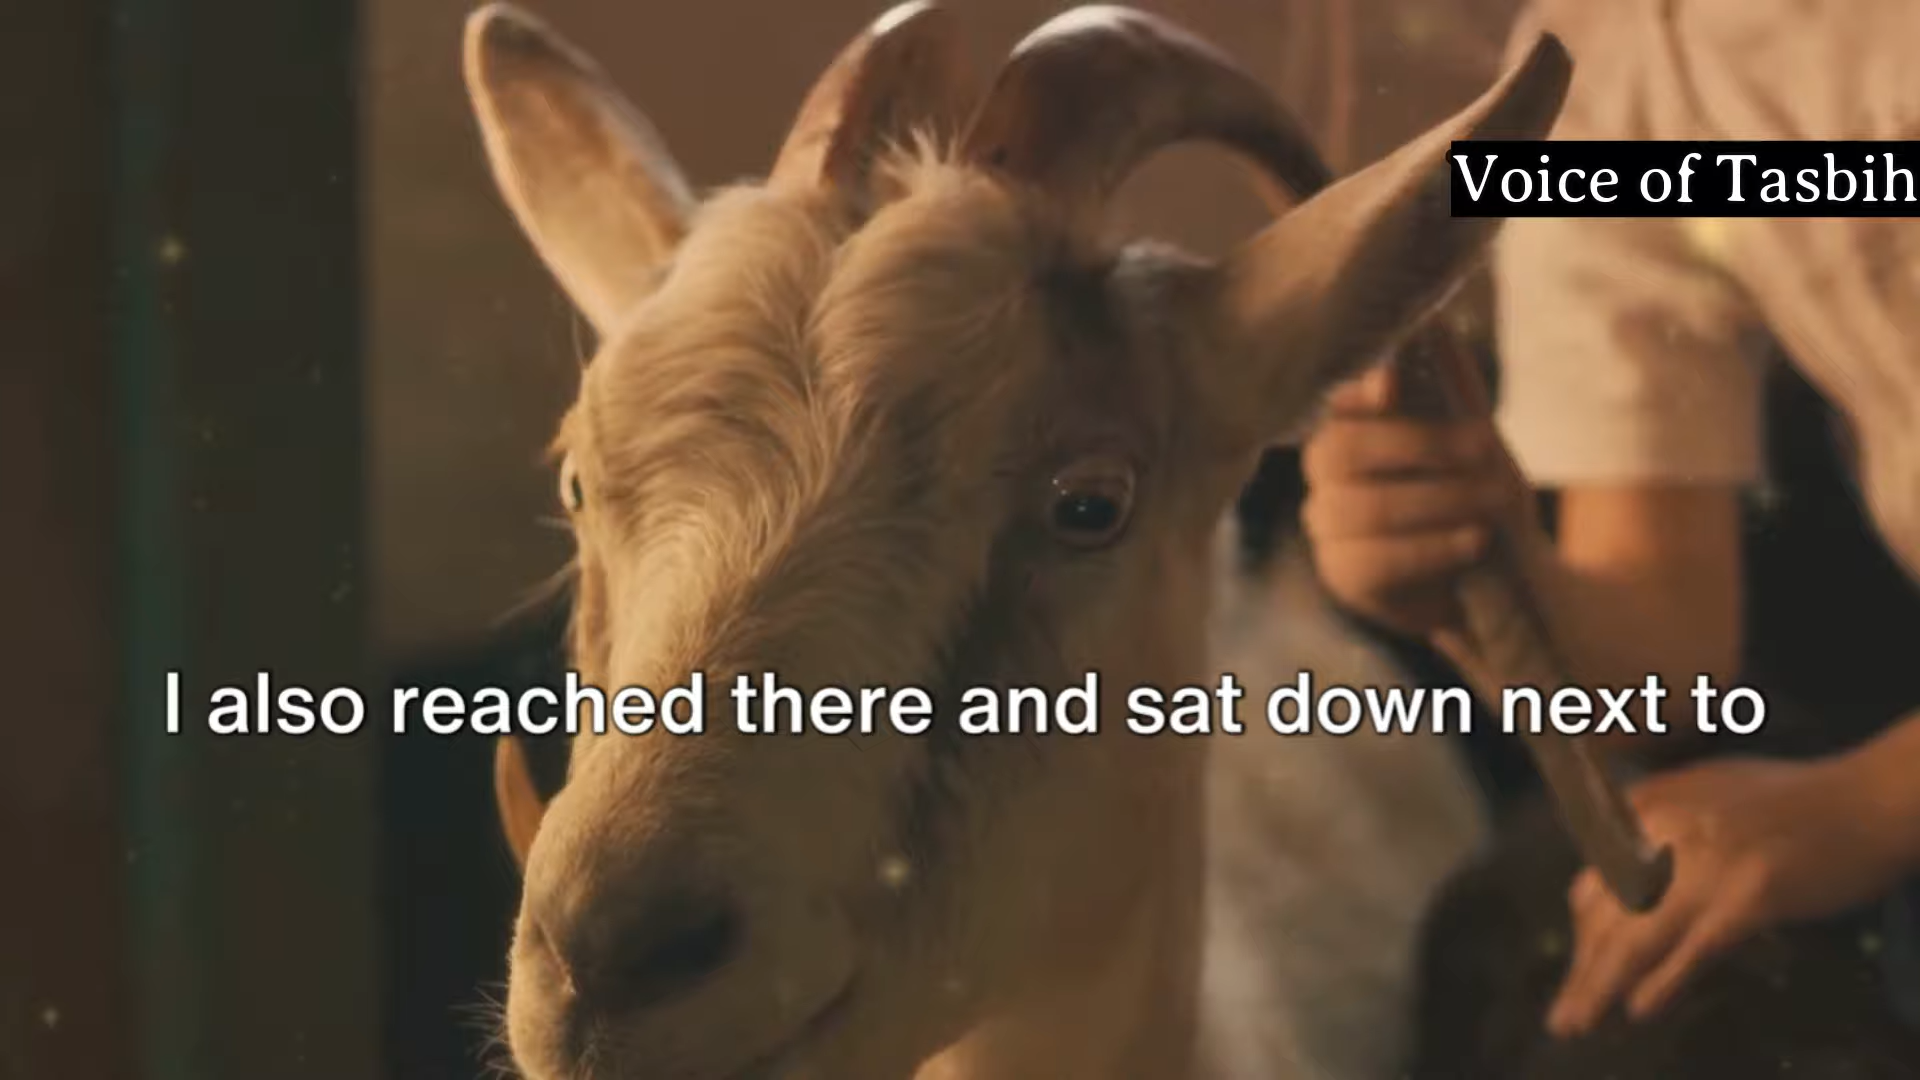 Voice of Tasbih
I also reached there and sat down next to